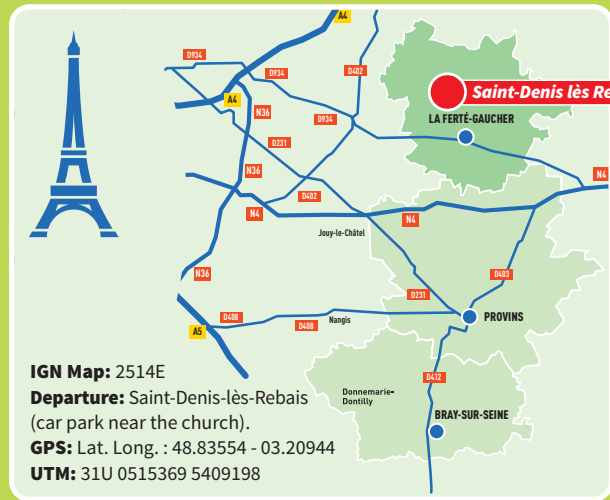 A4
D934
D934
D402
A4
N36
D934
Saint-Denis lès Re
LA FERTÉ-GAUCHER
D231
N36
N4
D402
N4
N4
Jouy-le-Châtel
N36
D403
D231
PROVINS
D408
D408
Nangis
A5
D412
Donnemarie-
Dontilly
BRAY-SUR-SEINE
IGN Map: 2514E
Departure: Saint-Denis-lès-Rebais
(car park near the church).
GPS: Lat. Long. : 48.83554 - 03.20944
UTM: 31U 0515369 5409198